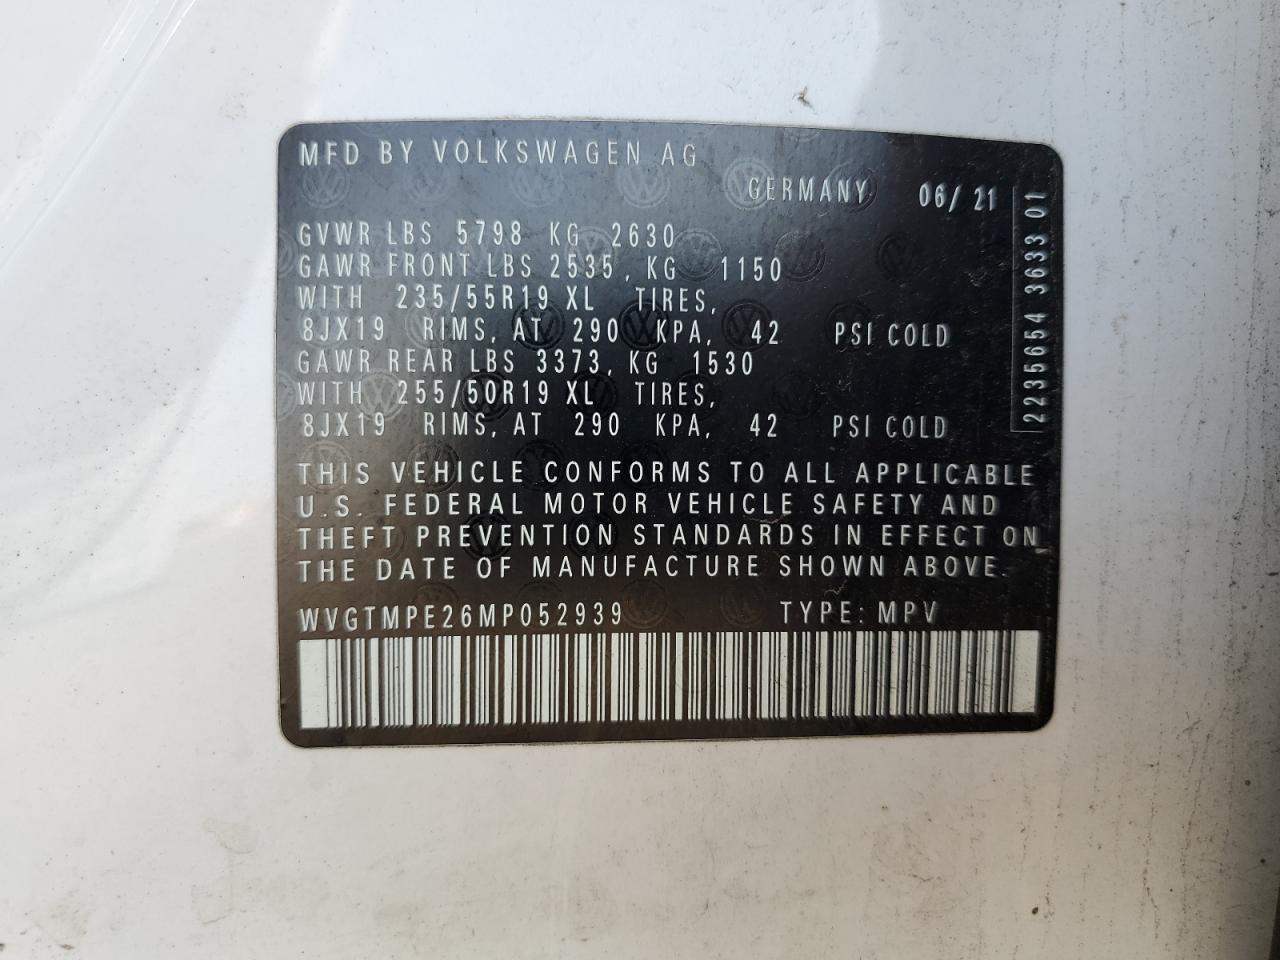 MFD BY VOLKSWAGEN AG
GERMANY 06/ 21
GVWR LBS 5798 KG 2630
GAWR FRONT LBS 2535, KG 1150
WITH 235/55R19 XL TIRES,
8JX19 RIMS, AT 290 KPA, 42 PSI COLD
GAWR REAR LBS 3373, KG 1530
WITH 255/50R19 XL TIRES,
8JX19 RIMS, AT 290 KPA, 42 PSI COLD
THIS VEHICLE CONFORMS TO ALL APPLICABLE
U.S. FEDERAL MOTOR VEHICLE SAFETY AND
THEFT PREVENTION STANDARDS IN EFFECT ON
THE DATE OF MANUFACTURE SHOWN ABOVE.
WVGTMPE26MP052939 TYPE: MPV
2235654 3633 01